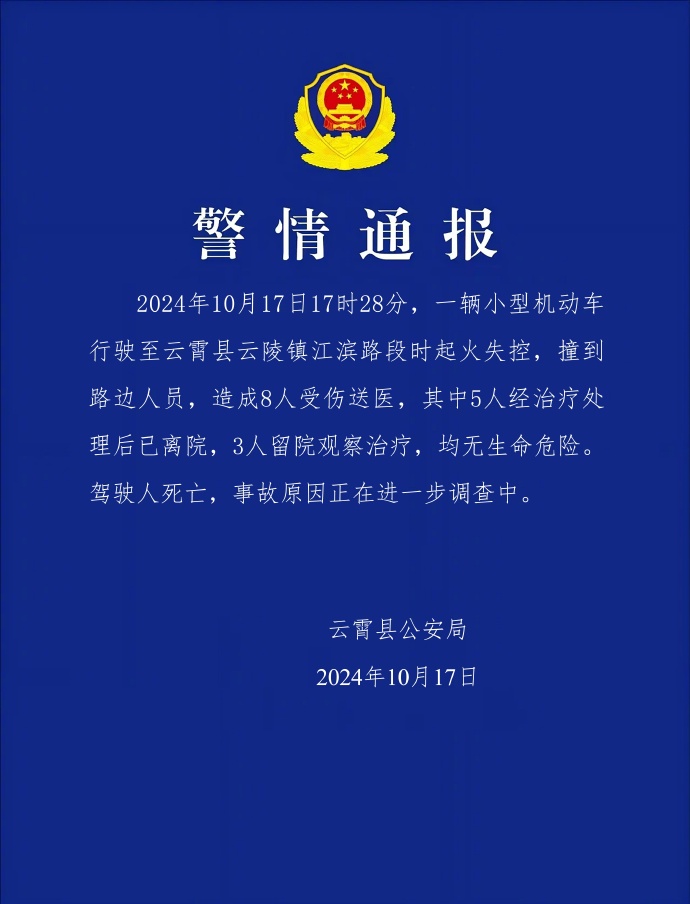 警情通报
2024年10月17日17时28分，一辆小型机动车
行驶至云霄县云陵镇江滨路段时起火失控，撞到
路边人员，造成8人受伤送医，其中5人经治疗处
理后已离院，3人留院观察治疗，均无生命危险。
驾驶人死亡，事故原因正在进一步调查中。
云霄县公安局
2024年10月17日